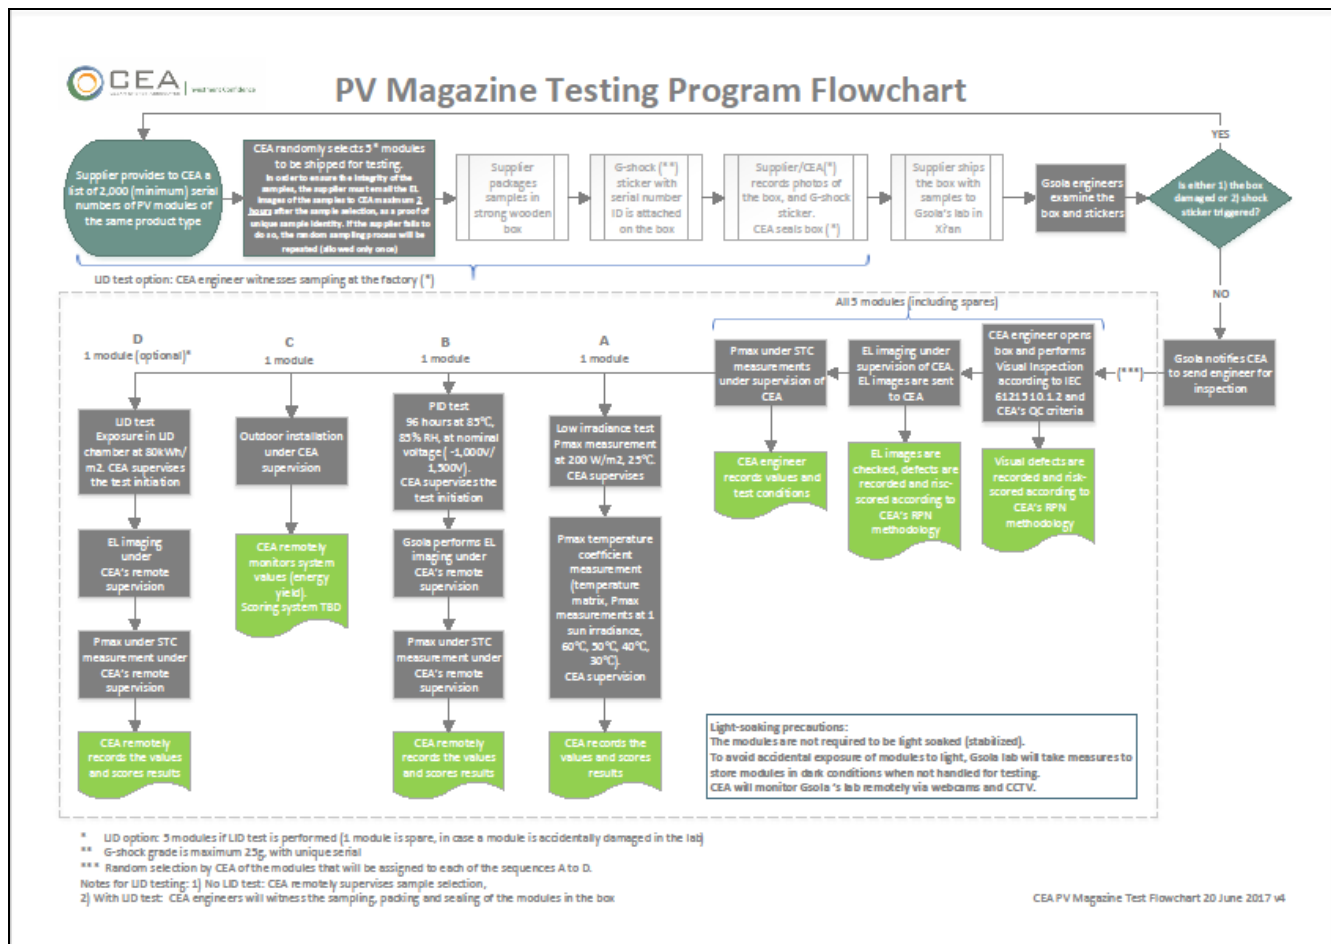 CEA
Investment Confidence
PV Magazine Testing Program Flowchart
YES
Supplier provides to CEA a
list of 2,000 (minimum) serial
numbers of PV modules of
the same product type
CEA randomly selects 5* modules
to be shipped for testing.
In order to ensure the integrity of the
samples, the supplier must email the EL
images of the samples to CEA maximum 2
hours after the sample selection, as a proof of
unique sample identity. If the supplier fails to
do so, the random sampling process will be
repeated (allowed only once)
Supplier
packages
samples in
strong wooden
box
G-shock (**)
sticker with
serial number
ID is attached
on the box
Supplier/CEA(*)
records photos of
the box, and G-shock
sticker.
CEA seals box (*)
Supplier ships
the box with
samples to
Gsola's lab in
Xi'an
Gsola engineers
examine the
box and stickers
Is either 1) the box
damaged or 2) shock
sticker triggered?
LID test option: CEA engineer witnesses sampling at the factory (*)
NO
All 5 modules (including spares)
D
1 module (optional)*
C
1 module
B
1 module
A
1 module
Pmax under STC
measurements
under supervision of
CEA
EL imaging under
supervision of CEA.
EL images are sent
to CEA
CEA engineer opens
box and performs
Visual Inspection
according to IEC
61215 10.1.2 and
CEA's QC criteria
(***)
Gsola notifies CEA
to send engineer for
inspection
LID test
Exposure in LID
chamber at 80kWh/
m2. CEA supervises
the test initiation
Outdoor installation
under CEA
supervision
PID test
96 hours at 85°C,
85% RH, at nominal
voltage ( -1,000V/
1,500V).
CEA supervises the
test initiation
Low irradiance test
Pmax measurement
at 200 W/m2, 25°C.
CEA supervises
CEA engineer
records values and
test conditions
EL images are
checked, defects are
recorded and risc-
scored according to
CEA's RPN
methodology
Visual defects are
recorded and risk-
scored according to
CEA's RPN
methodology
EL imaging
under
CEA's remote
supervision
CEA remotely
monitors system
values (energy
yield).
Scoring system TBD
Gsola performs EL
imaging under
CEA's remote
supervision
Pmax temperature
coefficient
measurement
(temperature
matrix, Pmax
measurements at 1
sun irradiance,
60°C, 50°C, 40°C,
30°C).
CEA supervision
Pmax under STC
measurement under
CEA's remote
supervision
Pmax under STC
measurement under
CEA's remote
supervision
CEA remotely
records the values
and scores results
CEA remotely
records the values
and scores results
CEA records the
values and scores
results
Light-soaking precautions:
The modules are not required to be light soaked (stabilized).
To avoid accidental exposure of modules to light, Gsola lab will take measures to
store modules in dark conditions when not handled for testing.
CEA will monitor Gsola 's lab remotely via webcams and CCTV.
* LID option: 5 modules if LID test is performed (1 module is spare, in case a module is accidentally damaged in the lab)
** G-shock grade is maximum 25g, with unique serial
*** Random selection by CEA of the modules that will be assigned to each of the sequences A to D.
Notes for LID testing: 1) No LID test: CEA remotely supervises sample selection,
2) With LID test: CEA engineers will witness the sampling, packing and sealing of the modules in the box
CEA PV Magazine Test Flowchart 20 June 2017 v4